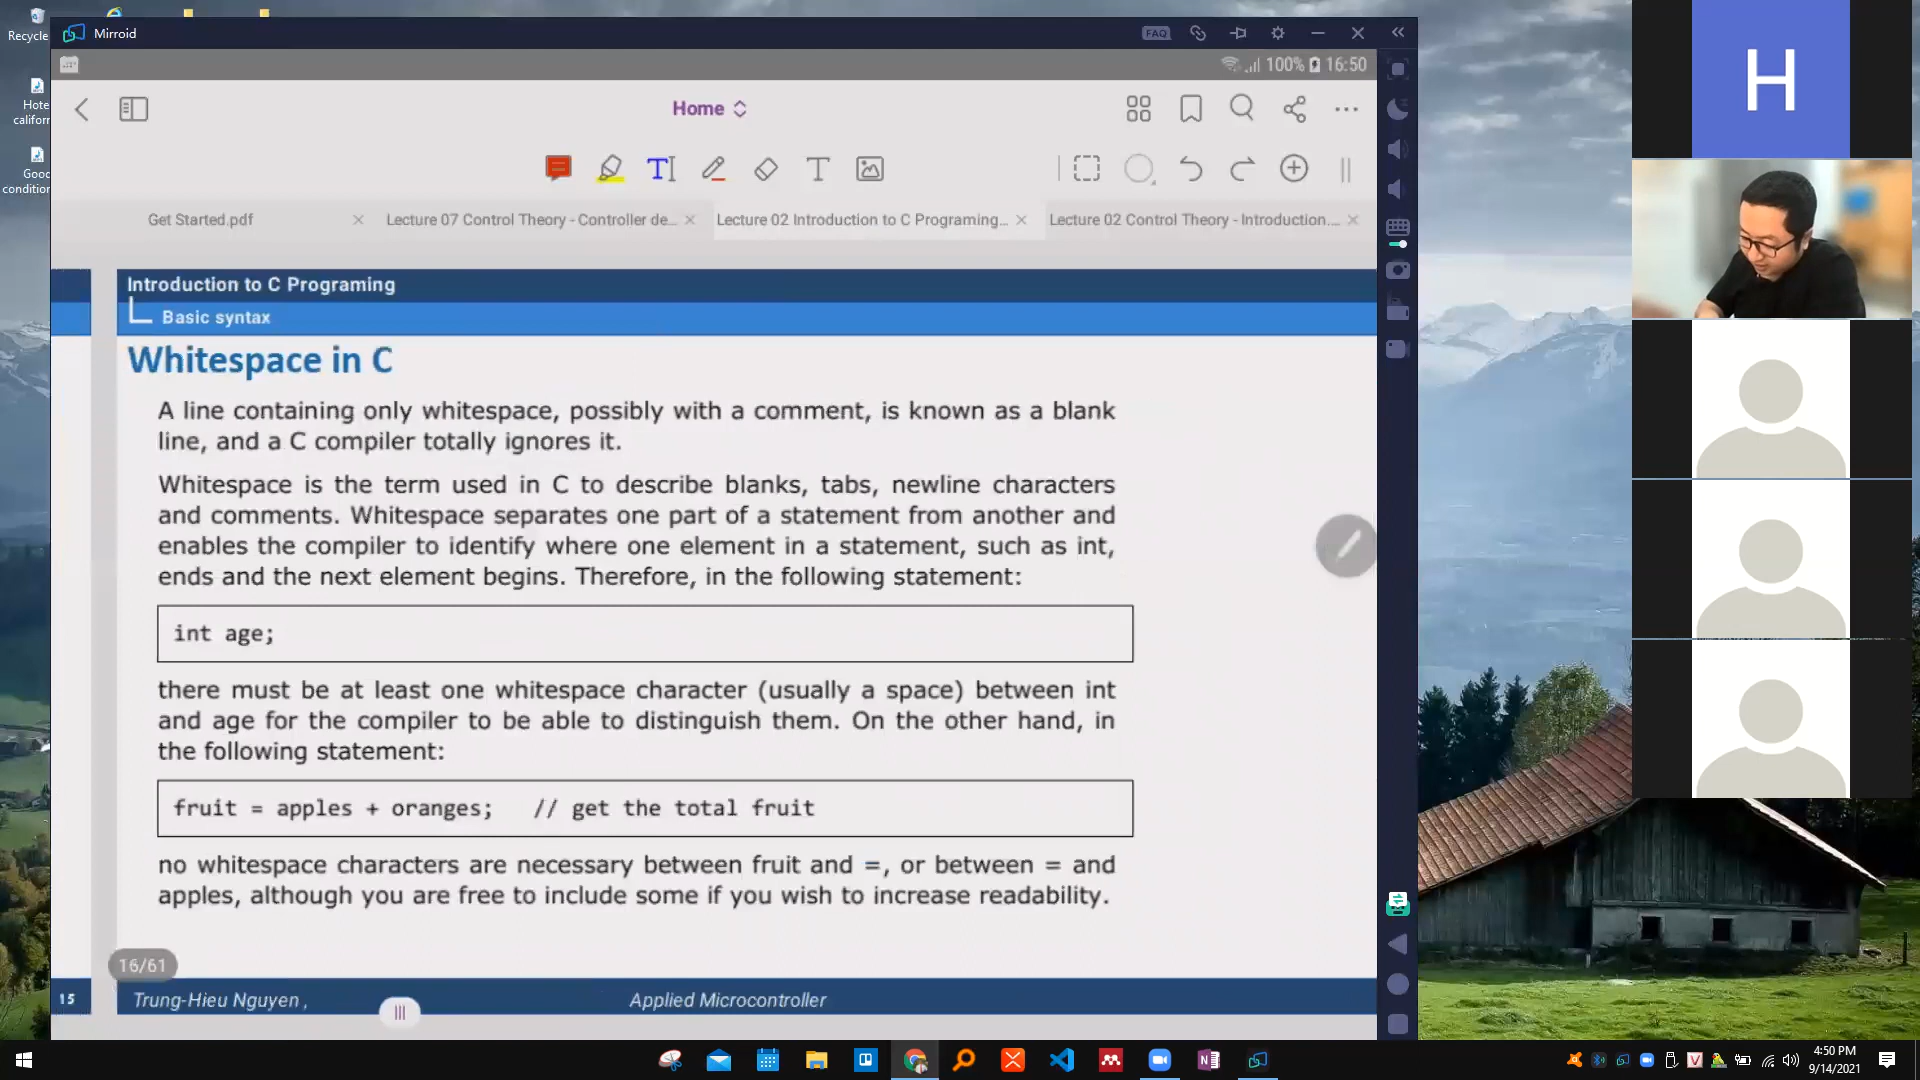 Recycle
Hote
californ
Good
condition
Mirroid
FAQ
100% 16:50
Home
Get Started.pdf
Lecture 07 Control Theory - Controller de...
Lecture 02 Introduction to C Programing...
Lecture 02 Control Theory - Introduction....
Introduction to C Programing
Basic syntax
Whitespace in C
A line containing only whitespace, possibly with a comment, is known as a blank
line, and a C compiler totally ignores it.
Whitespace is the term used in C to describe blanks, tabs, newline characters
and comments. Whitespace separates one part of a statement from another and
enables the compiler to identify where one element in a statement, such as int,
ends and the next element begins. Therefore, in the following statement:
int age;
there must be at least one whitespace character (usually a space) between int
and age for the compiler to be able to distinguish them. On the other hand, in
the following statement:
fruit = apples + oranges;   // get the total fruit
no whitespace characters are necessary between fruit and =, or between = and
apples, although you are free to include some if you wish to increase readability.
16/61
15
Trung-Hieu Nguyen ,
Applied Microcontroller
H
4:50 PM
9/14/2021